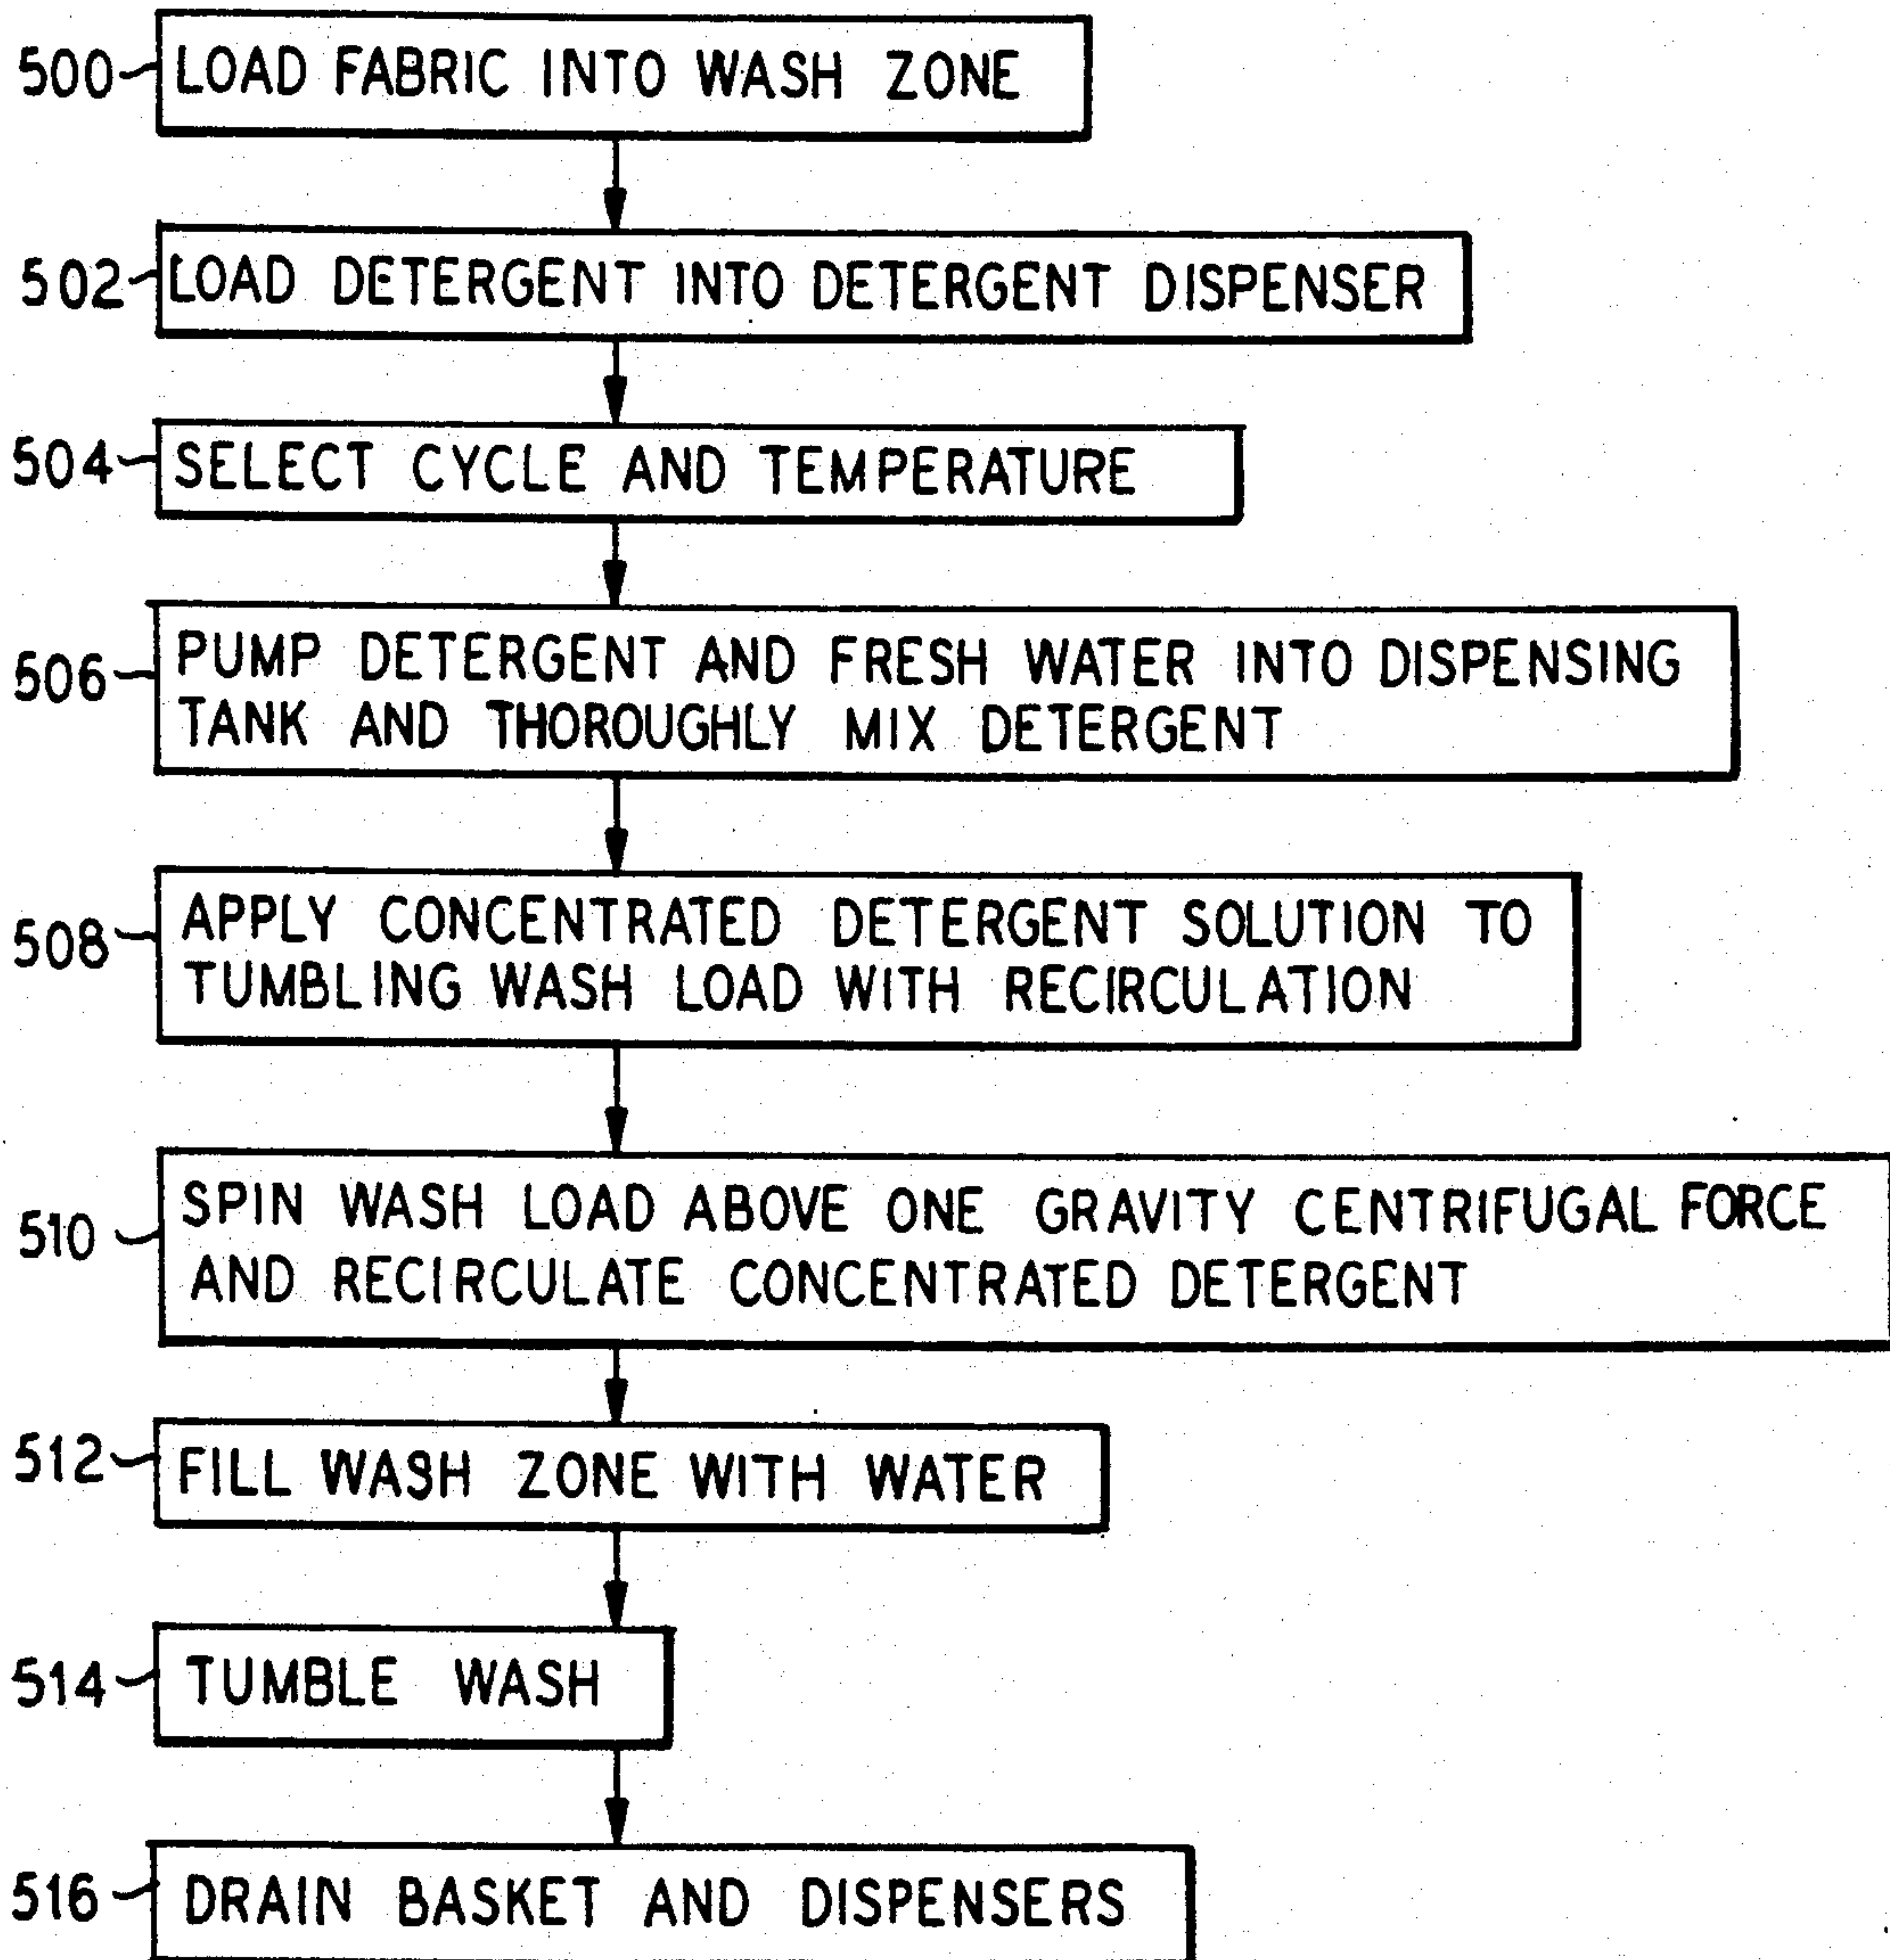 500 LOAD FABRIC INTO WASH ZONE
502 LOAD DETERGENT INTO DETERGENT DISPENSER
504 SELECT CYCLE AND TEMPERATURE
506 PUMP DETERGENT AND FRESH WATER INTO DISPENSING
TANK AND THOROUGHLY MIX DETERGENT
508 APPLY CONCENTRATED DETERGENT SOLUTION TO
TUMBLING WASH LOAD WITH RECIRCULATION
510 SPIN WASH LOAD ABOVE ONE GRAVITY CENTRIFUGAL FORCE
AND RECIRCULATE CONCENTRATED DETERGENT
512 FILL WASH ZONE WITH WATER
514 TUMBLE WASH
516 DRAIN BASKET AND DISPENSERS